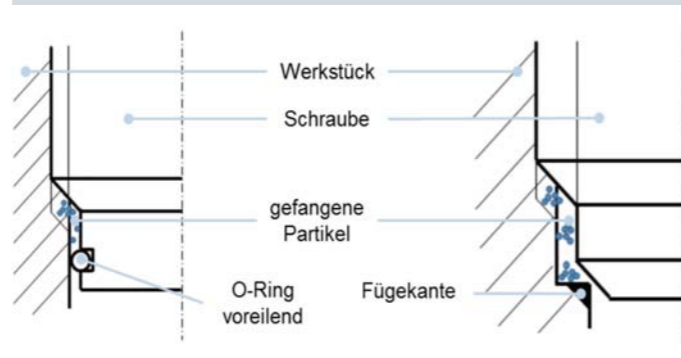 Werkstück
Schraube
gefangene
Partikel
O-Ring
voreilend
Fügekante